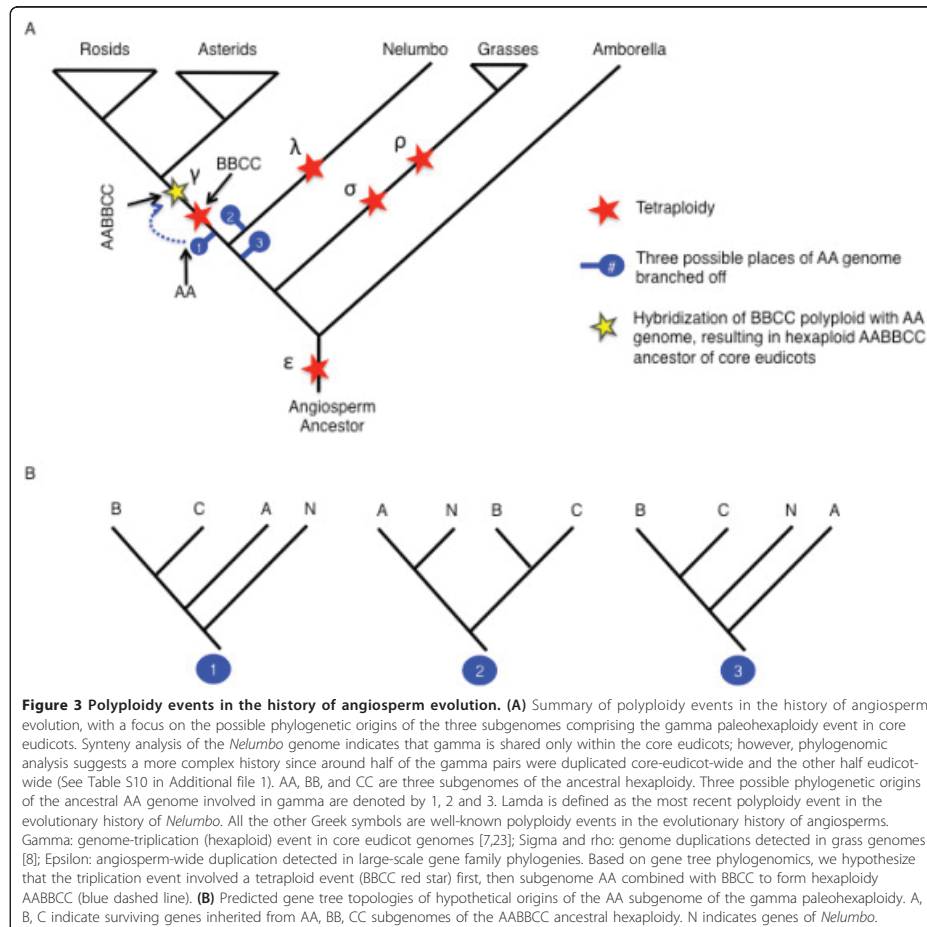 A
Rosids
Asterids
Nelumbo
Grasses
Amborella
λ
ρ
σ
γ
BBCC
AABBCC
2
3
1
AA
ε
Angiosperm
Ancestor
Tetraploidy
#
Three possible places of AA genome
branched off
Hybridization of BBCC polyploid with AA
genome, resulting in hexaploid AABBCC
ancestor of core eudicots
B
B C A N
A N B C
B C N A
1
2
3
Figure 3 Polyploidy events in the history of angiosperm evolution. (A) Summary of polyploidy events in the history of angiosperm
evolution, with a focus on the possible phylogenetic origins of the three subgenomes comprising the gamma paleohexaploidy event in core
eudicots. Synteny analysis of the Nelumbo genome indicates that gamma is shared only within the core eudicots; however, phylogenomic
analysis suggests a more complex history since around half of the gamma pairs were duplicated core-eudicot-wide and the other half eudicot-
wide (See Table S10 in Additional file 1). AA, BB, and CC are three subgenomes of the ancestral hexaploidy. Three possible phylogenetic origins
of the ancestral AA genome involved in gamma are denoted by 1, 2 and 3. Lamda is defined as the most recent polyploidy event in the
evolutionary history of Nelumbo. All the other Greek symbols are well-known polyploidy events in the evolutionary history of angiosperms.
Gamma: genome-triplication (hexaploid) event in core eudicot genomes [7,23]; Sigma and rho: genome duplications detected in grass genomes
[8]; Epsilon: angiosperm-wide duplication detected in large-scale gene family phylogenies. Based on gene tree phylogenomics, we hypothesize
that the triplication event involved a tetraploid event (BBCC red star) first, then subgenome AA combined with BBCC to form hexaploidy
AABBCC (blue dashed line). (B) Predicted gene tree topologies of hypothetical origins of the AA subgenome of the gamma paleohexaploidy. A,
B, C indicate surviving genes inherited from AA, BB, CC subgenomes of the AABBCC ancestral hexaploidy. N indicates genes of Nelumbo.